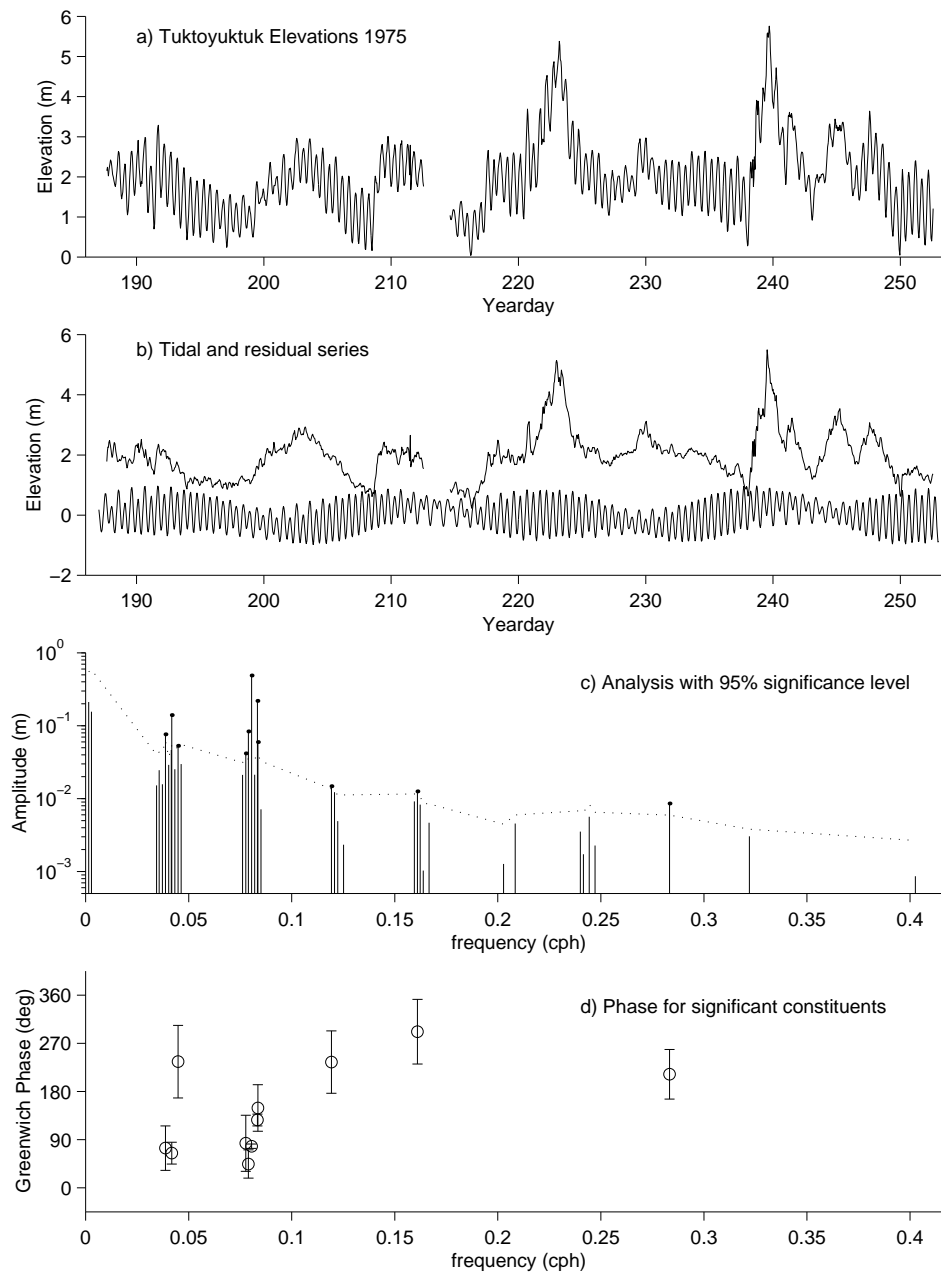 a) Tuktoyuktuk Elevations 1975
Elevation (m)
6
5
4
3
2
1
0
190 200 210 220 230 240 250
Yearday
b) Tidal and residual series
Elevation (m)
6
4
2
0
−2
190 200 210 220 230 240 250
Yearday
c) Analysis with 95% significance level
Amplitude (m)
10^0
10^−1
10^−2
10^−3
0 0.05 0.1 0.15 0.2 0.25 0.3 0.35 0.4
frequency (cph)
d) Phase for significant constituents
Greenwich Phase (deg)
360
270
180
90
0
0 0.05 0.1 0.15 0.2 0.25 0.3 0.35 0.4
frequency (cph)